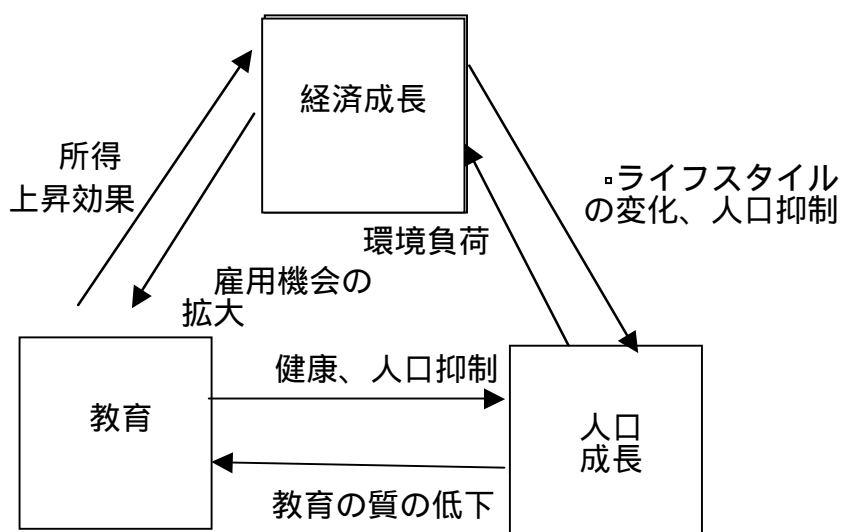 経済成長
所得
上昇効果
▫ライフスタイル
の変化、人口抑制
環境負荷
雇用機会の
拡大
健康、人口抑制
教育
人口
成長
教育の質の低下